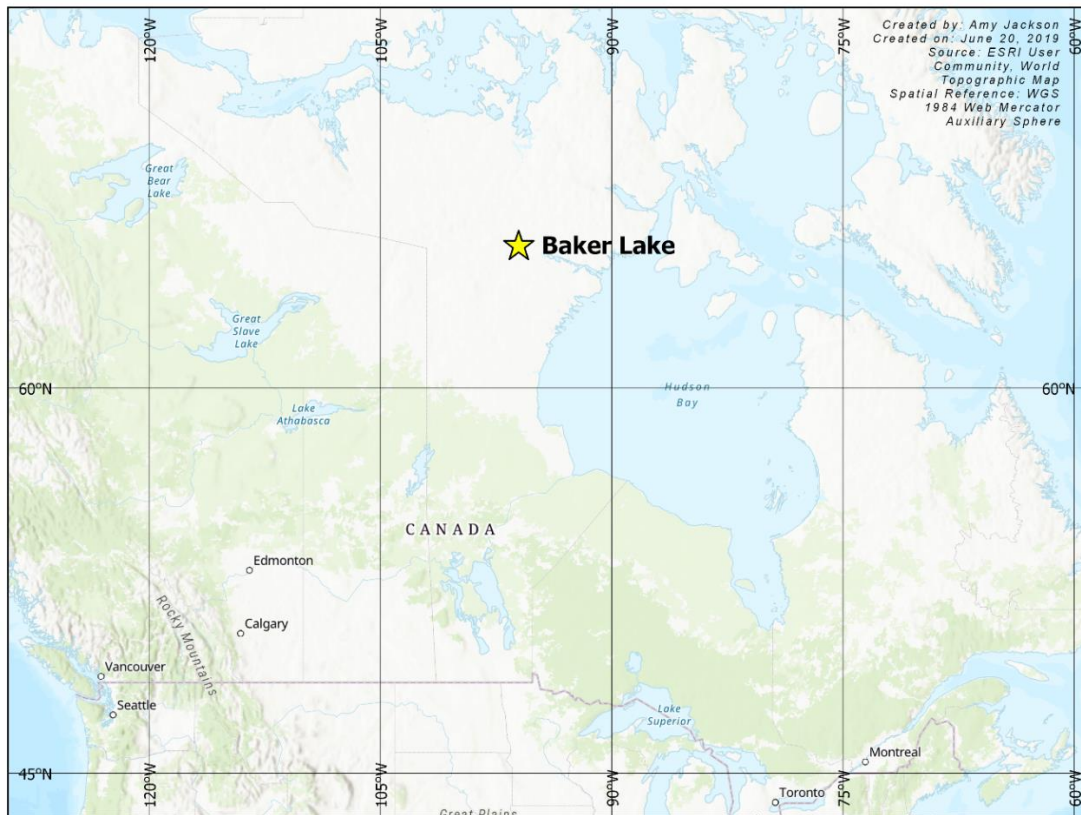 120°W
105°W
90°W
75°W
60°W
Created by: Amy Jackson
Created on: June 20, 2019
Source: ESRI User
Community, World
Topographic Map
Spatial Reference: WGS
1984 Web Mercator
Auxiliary Sphere
Great
Bear
Lake
Baker Lake
Great
Slave
Lake
60°N
Hudson
Bay
60°N
Lake
Athabasca
CANADA
Edmonton
Rocky Mountains
Calgary
Vancouver
Seattle
Lake
Superior
Montreal
45°N
45°N
Toronto
Great Plains
120°W
105°W
90°W
75°W
60°W